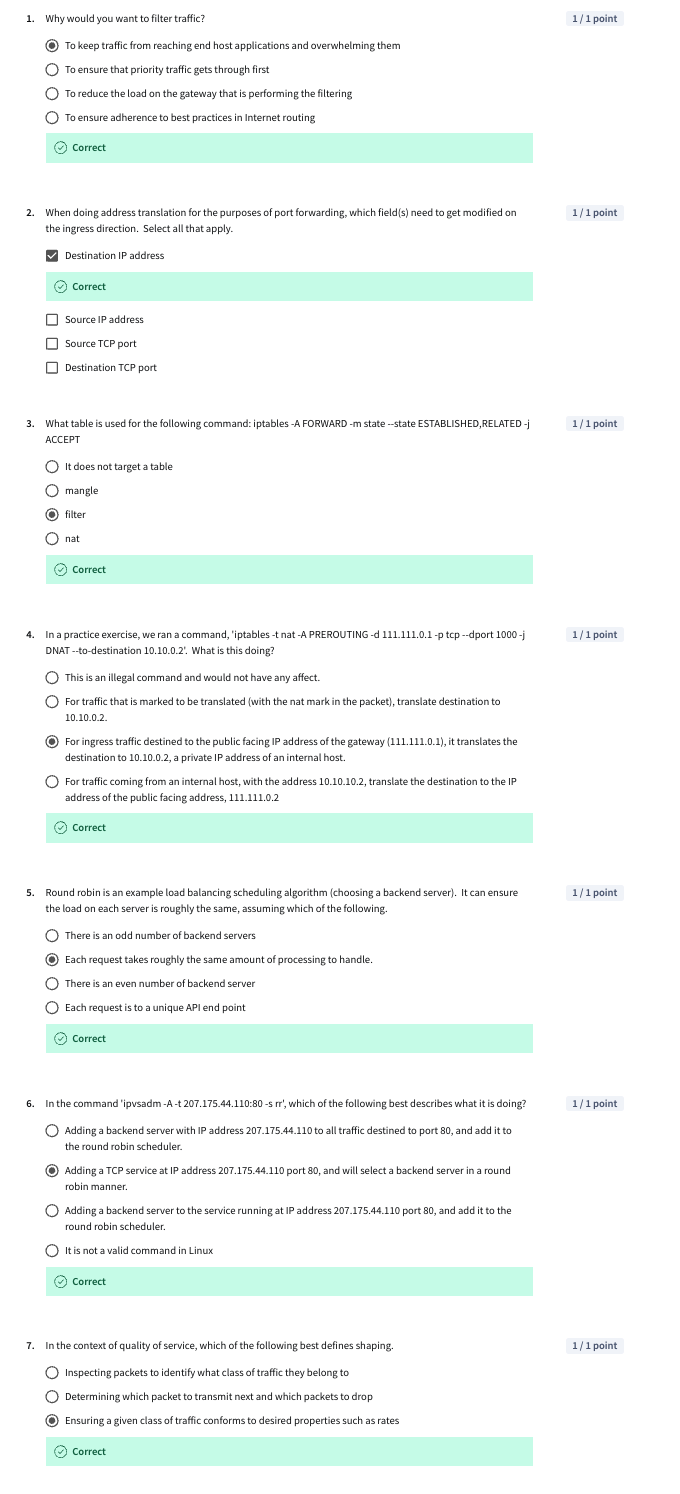 1. Why would you want to filter traffic? 1 / 1 point
To keep traffic from reaching end host applications and overwhelming them
To ensure that priority traffic gets through first
To reduce the load on the gateway that is performing the filtering
To ensure adherence to best practices in Internet routing
Correct
2. When doing address translation for the purposes of port forwarding, which field(s) need to get modified on 1 / 1 point
the ingress direction.  Select all that apply.
Destination IP address
Correct
Source IP address
Source TCP port
Destination TCP port
3. What table is used for the following command: iptables -A FORWARD -m state --state ESTABLISHED,RELATED -j 1 / 1 point
ACCEPT
It does not target a table
mangle
filter
nat
Correct
4. In a practice exercise, we ran a command, 'iptables -t nat -A PREROUTING -d 111.111.0.1 -p tcp --dport 1000 -j 1 / 1 point
DNAT --to-destination 10.10.0.2'.  What is this doing?
This is an illegal command and would not have any affect.
For traffic that is marked to be translated (with the nat mark in the packet), translate destination to
10.10.0.2.
For ingress traffic destined to the public facing IP address of the gateway (111.111.0.1), it translates the
destination to 10.10.0.2, a private IP address of an internal host.
For traffic coming from an internal host, with the address 10.10.10.2, translate the destination to the IP
address of the public facing address, 111.111.0.2
Correct
5. Round robin is an example load balancing scheduling algorithm (choosing a backend server).  It can ensure 1 / 1 point
the load on each server is roughly the same, assuming which of the following.
There is an odd number of backend servers
Each request takes roughly the same amount of processing to handle.
There is an even number of backend server
Each request is to a unique API end point
Correct
6. In the command 'ipvsadm -A -t 207.175.44.110:80 -s rr', which of the following best describes what it is doing? 1 / 1 point
Adding a backend server with IP address 207.175.44.110 to all traffic destined to port 80, and add it to
the round robin scheduler.
Adding a TCP service at IP address 207.175.44.110 port 80, and will select a backend server in a round
robin manner.
Adding a backend server to the service running at IP address 207.175.44.110 port 80, and add it to the
round robin scheduler.
It is not a valid command in Linux
Correct
7. In the context of quality of service, which of the following best defines shaping. 1 / 1 point
Inspecting packets to identify what class of traffic they belong to
Determining which packet to transmit next and which packets to drop
Ensuring a given class of traffic conforms to desired properties such as rates
Correct